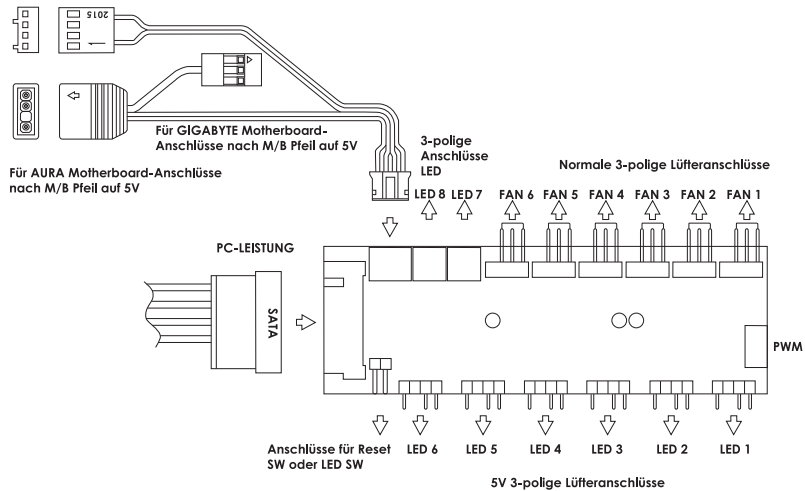 2015
Für GIGABYTE Motherboard-
Anschlüsse nach M/B Pfeil auf 5V
Für AURA Motherboard-Anschlüsse
nach M/B Pfeil auf 5V
3-polige
Anschlüsse
LED
Normale 3-polige Lüfteranschlüsse
LED 8 LED 7 FAN 6 FAN 5 FAN 4 FAN 3 FAN 2 FAN 1
PC-LEISTUNG
SATA
PWM
Anschlüsse für Reset
SW oder LED SW
LED 6 LED 5 LED 4 LED 3 LED 2 LED 1
5V 3-polige Lüfteranschlüsse